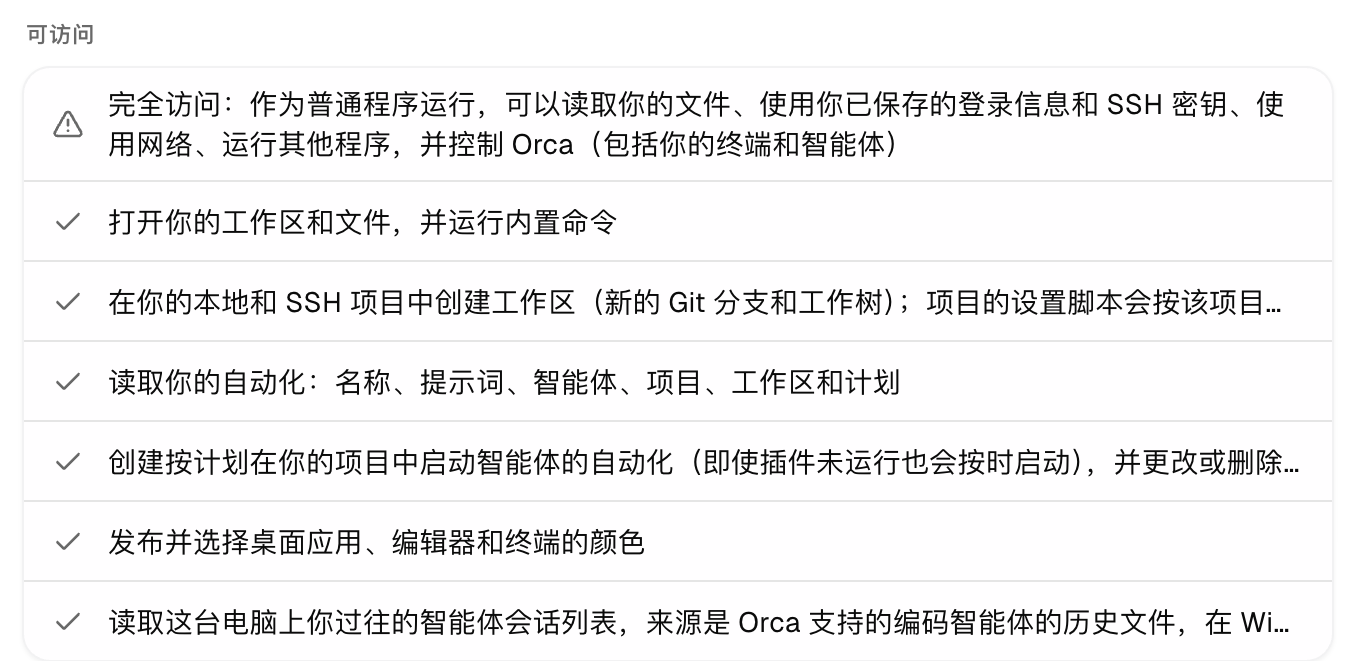 可访问
完全访问：作为普通程序运行，可以读取你的文件、使用你已保存的登录信息和 SSH 密钥、使
用网络、运行其他程序，并控制 Orca（包括你的终端和智能体）
打开你的工作区和文件，并运行内置命令
在你的本地和 SSH 项目中创建工作区（新的 Git 分支和工作树）；项目的设置脚本会按该项目...
读取你的自动化：名称、提示词、智能体、项目、工作区和计划
创建按计划在你的项目中启动智能体的自动化（即使插件未运行也会按时启动），并更改或删除...
发布并选择桌面应用、编辑器和终端的颜色
读取这台电脑上你过往的智能体会话列表，来源是 Orca 支持的编码智能体的历史文件，在 Wi...